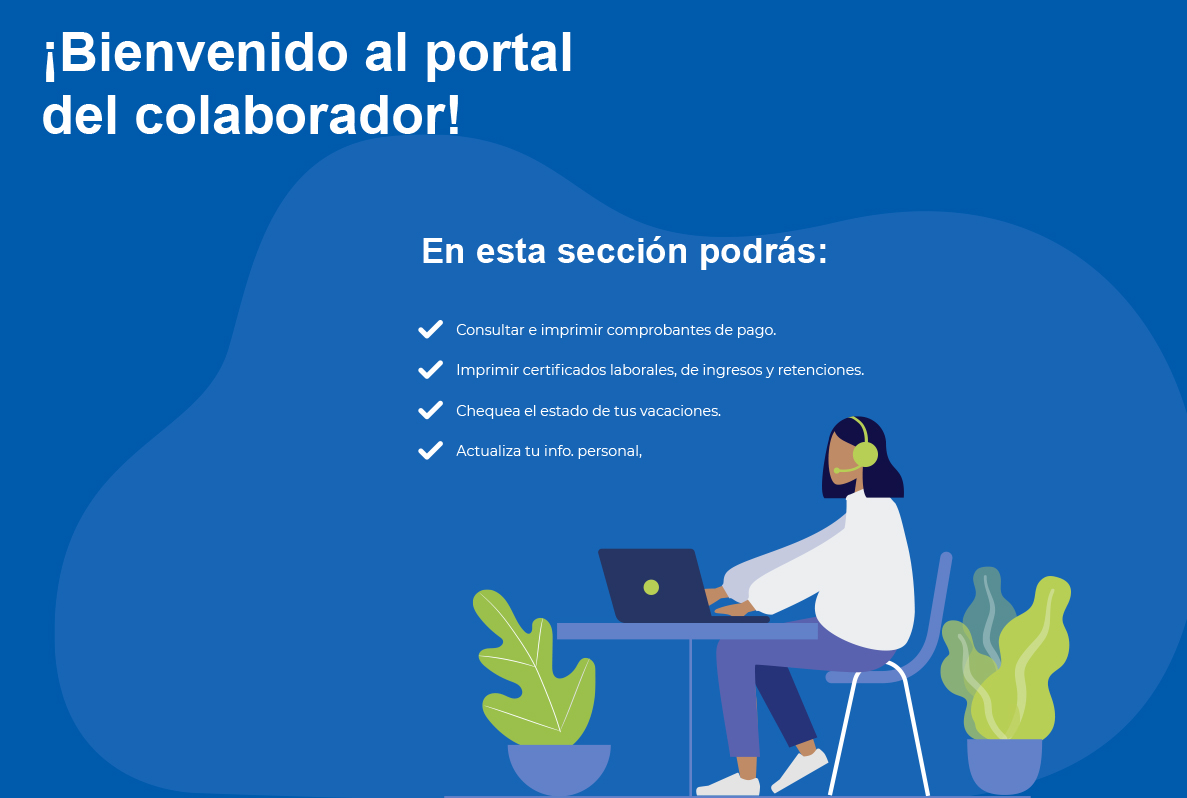 ¡Bienvenido al portal
del colaborador!
En esta sección podrás:
Consultar e imprimir comprobantes de pago.
Imprimir certificados laborales, de ingresos y retenciones.
Chequea el estado de tus vacaciones.
Actualiza tu info. personal,